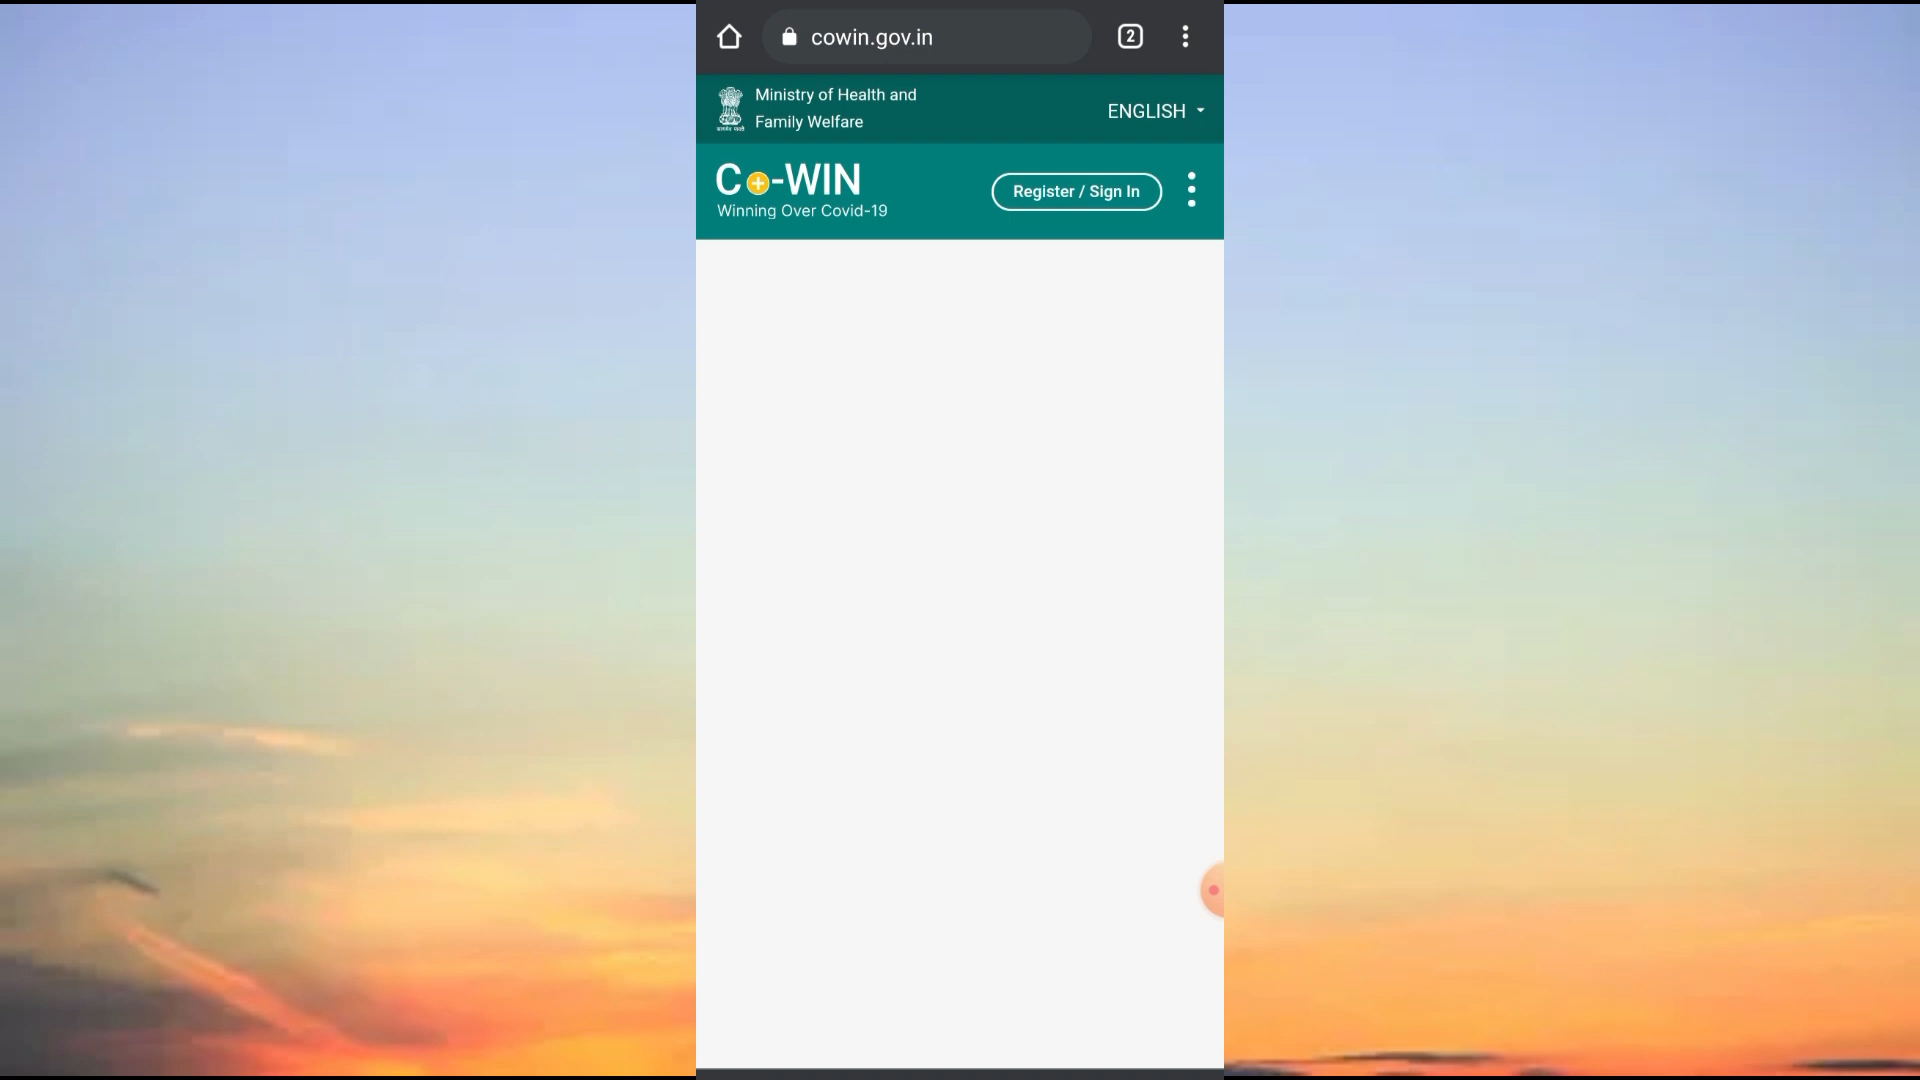 cowin.gov.in
2
Ministry of Health and
Family Welfare
ENGLISH
Co-WIN
Winning Over Covid-19
Register / Sign In